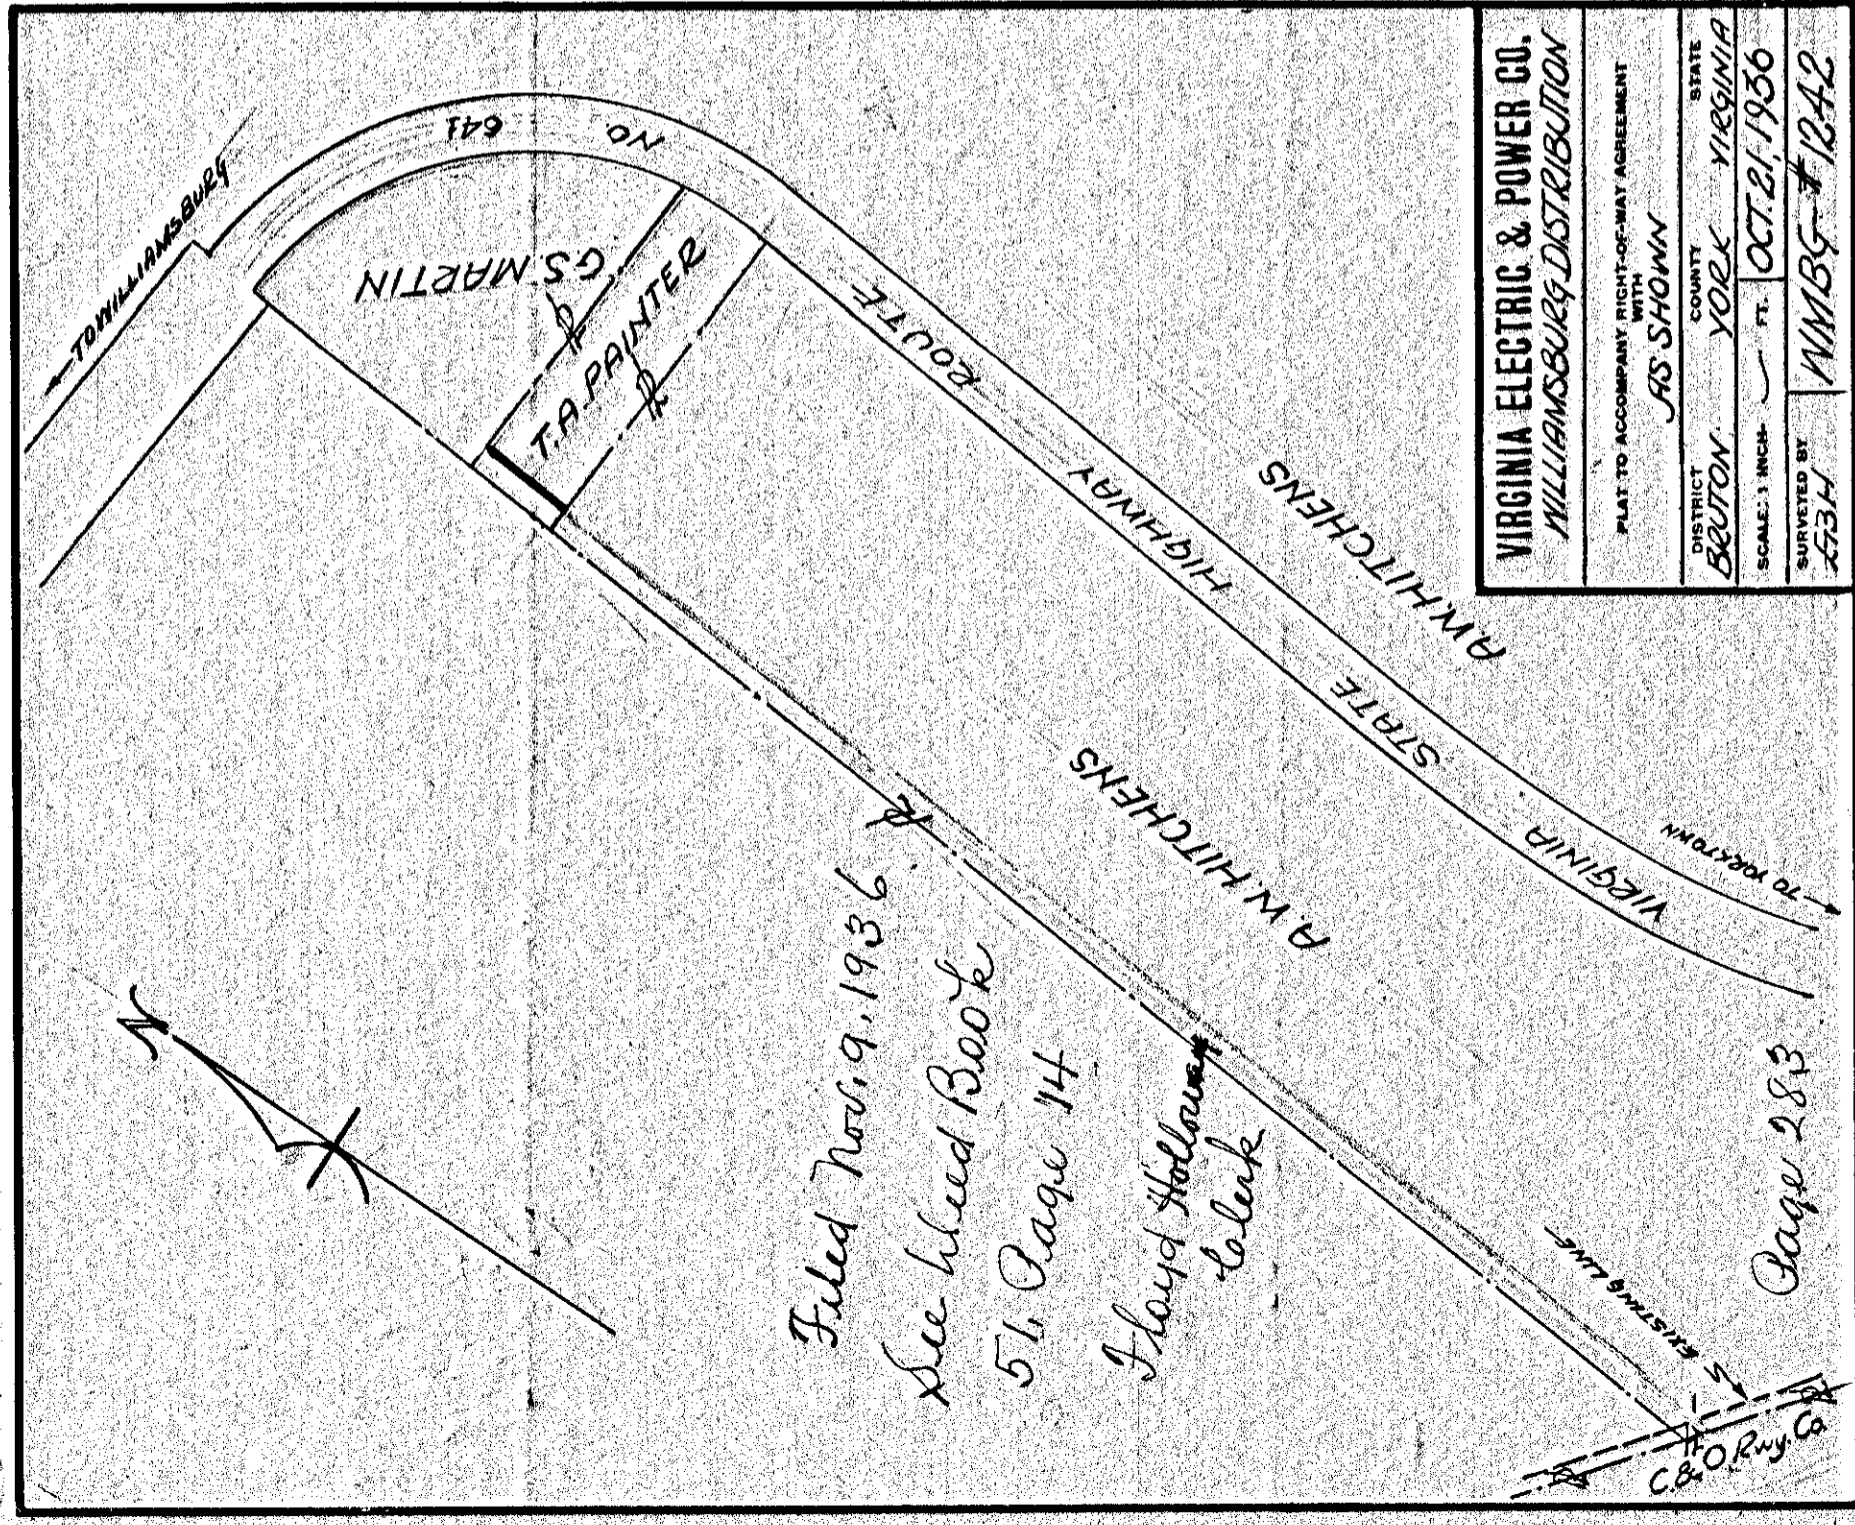 VIRGINIA ELECTRIC & POWER CO.
WILLIAMSBURG DISTRIBUTION
PLAT TO ACCOMPANY RIGHT-OF-WAY AGREEMENT
WITH
AS SHOWN
DISTRICT COUNTY STATE
BRUTON YORK VIRGINIA
SCALE: 1 INCH FT. OCT. 21, 1936
SURVEYED BY
WMBG # 1242
TO WILLIAMSBURG
VIRGINIA STATE HIGHWAY ROUTE NO 641
G.S. MARTIN
T.A. PAINTER
A.W. HITCHENS
A.W. HITCHENS
TO YORKTOWN
EXISTING LINE
C. & O. Rwy. Co.
N
Filed Nov. 9, 1936.
See Deed Book
51, Page 14
Floyd Holloway
Clerk
Page 283